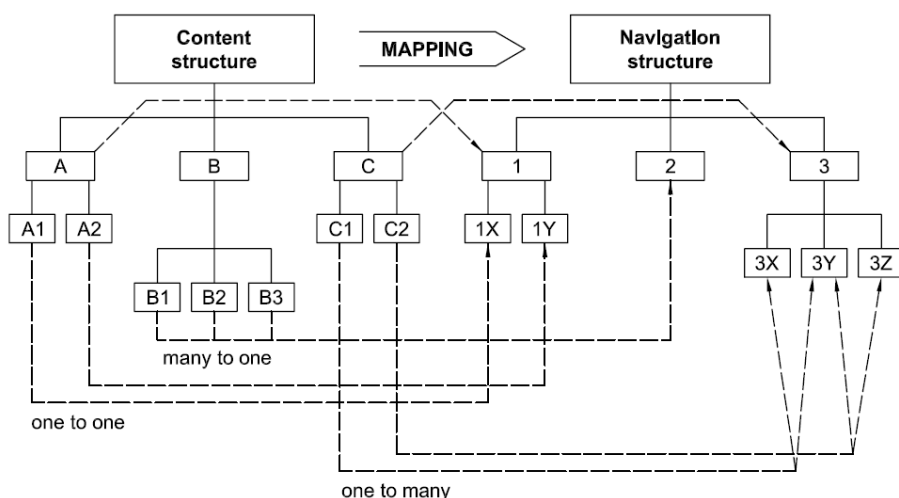 Content
structure
MAPPING
Navigation
structure
A
B
C
1
2
3
A1
A2
C1
C2
1X
1Y
3X
3Y
3Z
B1
B2
B3
many to one
one to one
one to many